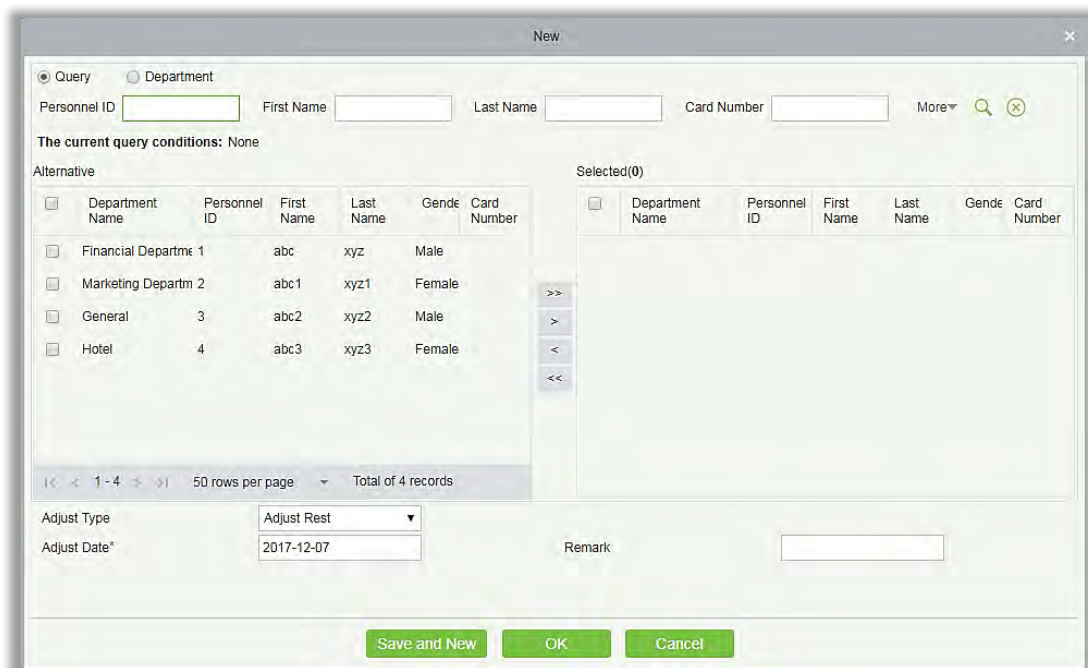 New ×
Query Department
Personnel ID First Name Last Name Card Number More
The current query conditions: None
Alternative Selected(0)
Department Name Personnel ID First Name Last Name Gende Card Number Department Name Personnel ID First Name Last Name Gende Card Number
Financial Departme 1 abc xyz Male
Marketing Departm 2 abc1 xyz1 Female
>>
General 3 abc2 xyz2 Male
>
Hotel 4 abc3 xyz3 Female
<
<<
|< < 1 - 4 > >| 50 rows per page Total of 4 records
Adjust Type Adjust Rest
Adjust Date* 2017-12-07 Remark
Save and New OK Cancel